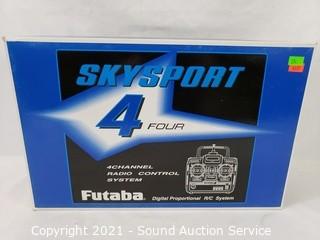 SKYSPORT
4 FOUR
4CHANNEL
RADIO CONTROL
SYSTEM
Futaba
Digital Proportional R/C System
Copyright 2021 - Sound Auction Service